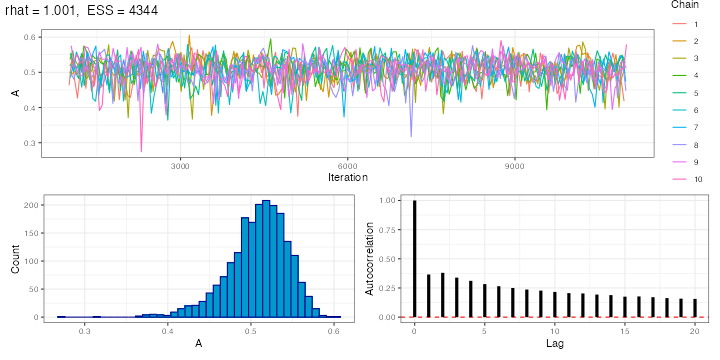 rhat = 1.001,  ESS = 4344
Chain
1
2
3
4
5
6
7
8
9
10
0.6
0.5
0.4
0.3
A
3000 6000 9000
Iteration
200
150
100
50
0
Count
0.3 0.4 0.5 0.6
A
1.00
0.75
0.50
0.25
0.00
Autocorrelation
0 5 10 15 20
Lag